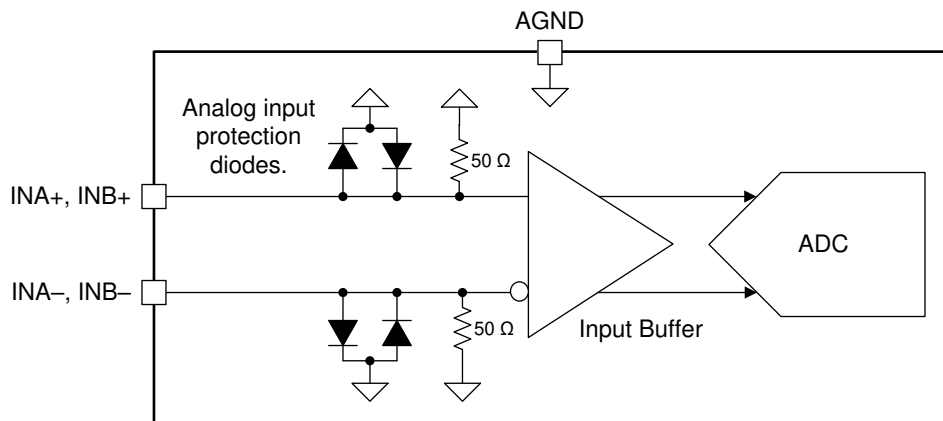 AGND
Analog input
protection
diodes.
50 Ω
INA+, INB+
ADC
INA–, INB–
50 Ω
Input Buffer